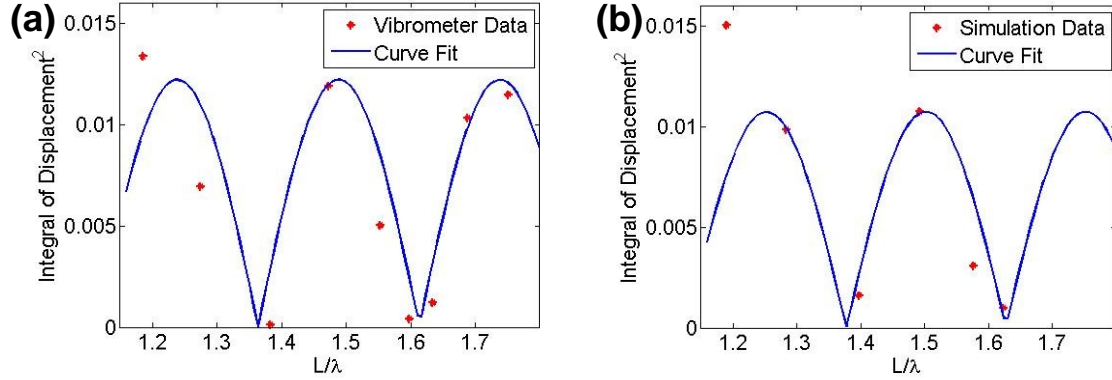 (a)
Integral of Displacement²
0.015
0.01
0.005
0
Vibrometer Data
Curve Fit
1.2 1.3 1.4 1.5 1.6 1.7
L/λ
(b)
Integral of Displacement²
0.015
0.01
0.005
0
Simulation Data
Curve Fit
1.2 1.3 1.4 1.5 1.6 1.7
L/λ